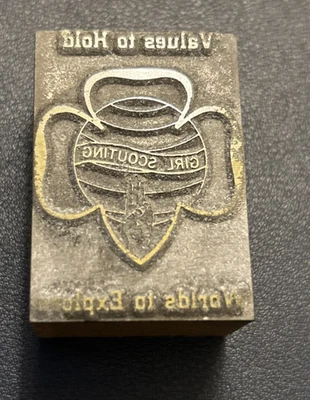 Values to Hold
GIRL SCOUTING
Worlds to Explo